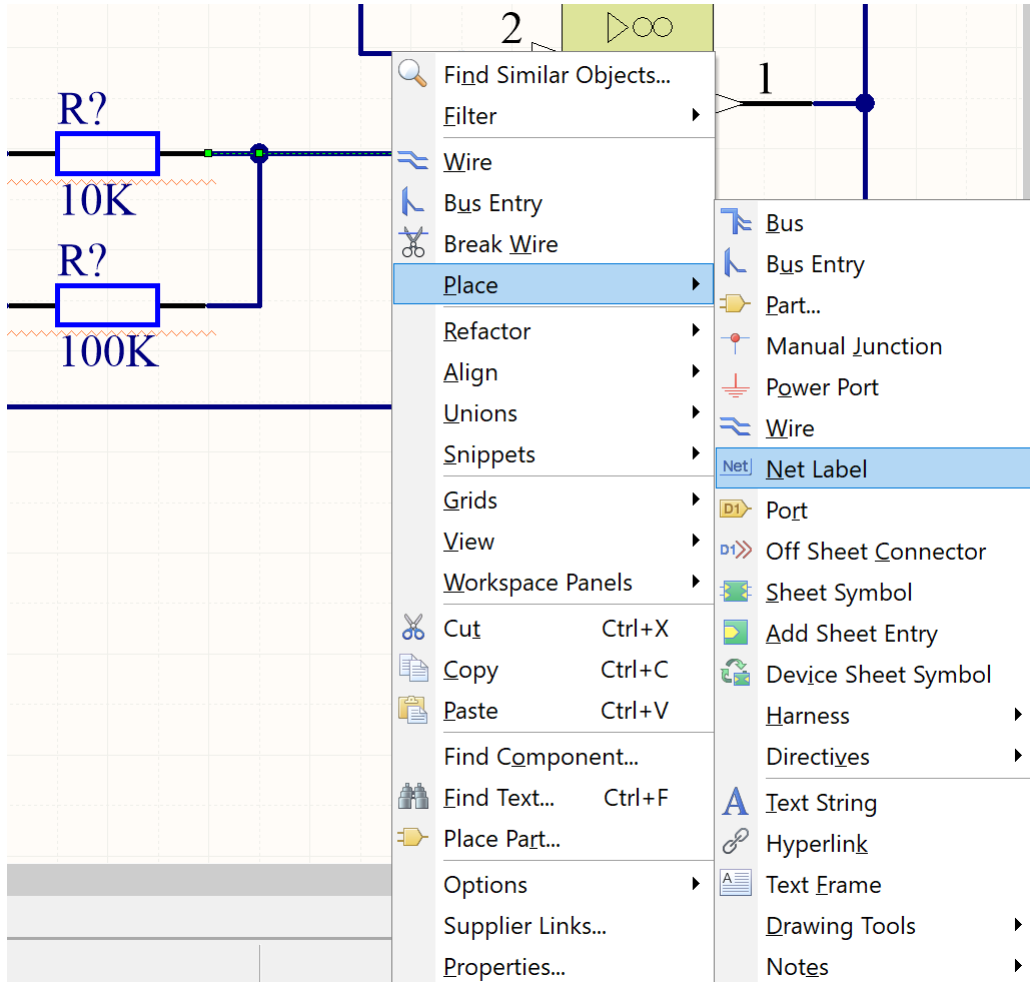 2
1
R?
10K
R?
100K
Find Similar Objects...
Filter
Wire
Bus Entry
Break Wire
Place
Refactor
Align
Unions
Snippets
Grids
View
Workspace Panels
Cut Ctrl+X
Copy Ctrl+C
Paste Ctrl+V
Find Component...
Find Text... Ctrl+F
Place Part...
Options
Supplier Links...
Properties...
Bus
Bus Entry
Part...
Manual Junction
Power Port
Wire
Net Net Label
D1 Port
D1 Off Sheet Connector
Sheet Symbol
Add Sheet Entry
Device Sheet Symbol
Harness
Directives
A Text String
Hyperlink
A Text Frame
Drawing Tools
Notes